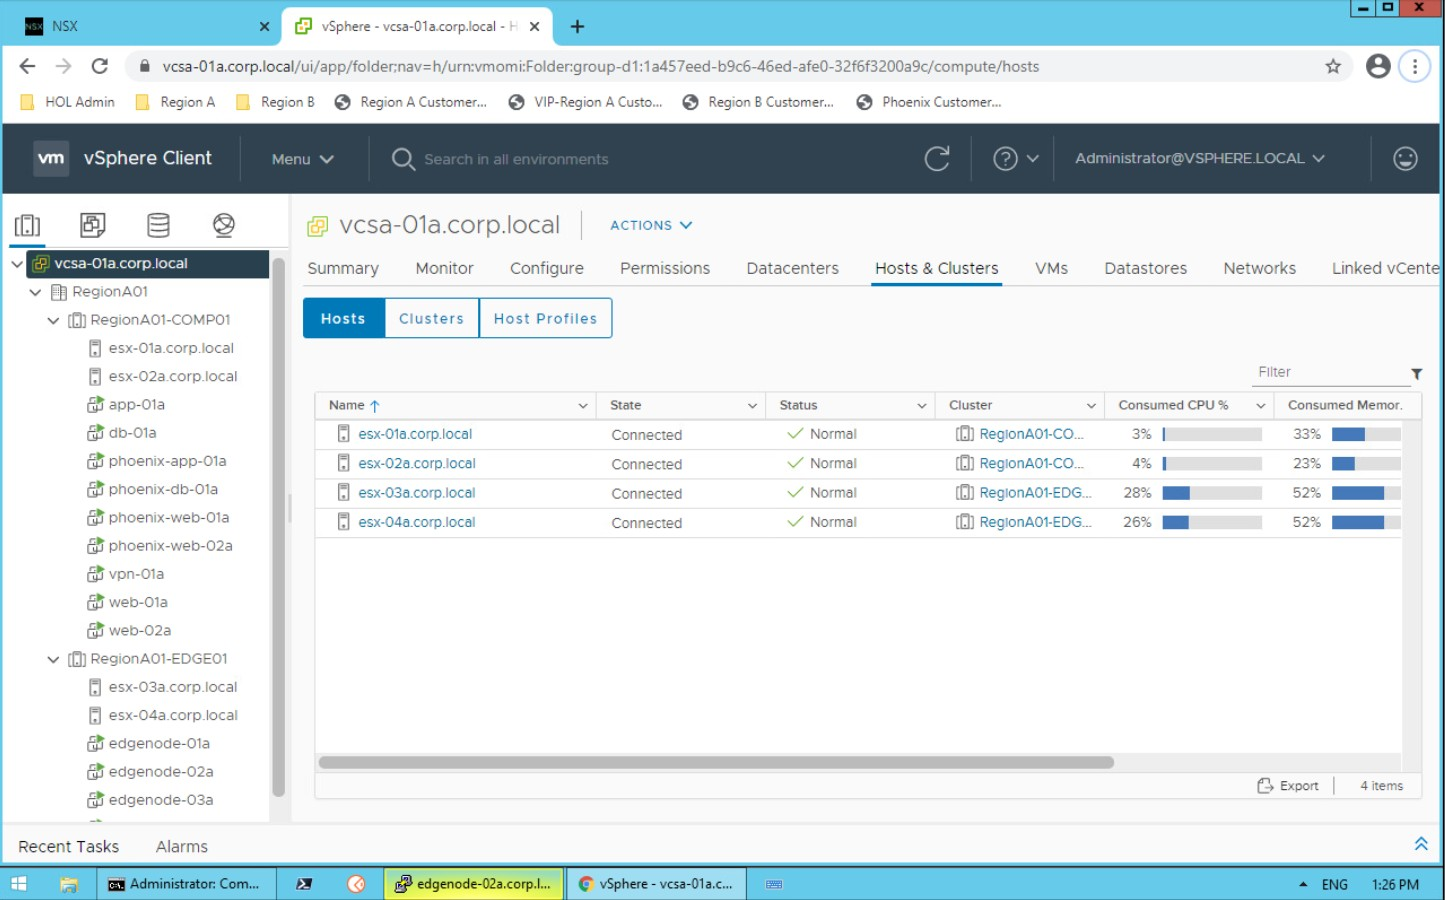 NSX
NSX
vSphere - vcsa-01a.corp.local - H
vcsa-01a.corp.local/ui/app/folder;nav=h/urn:vmomi:Folder:group-d1:1a457eed-b9c6-46ed-afe0-32f6f3200a9c/compute/hosts
HOL Admin
Region A
Region B
Region A Customer...
VIP-Region A Custo...
Region B Customer...
Phoenix Customer...
vm
vSphere Client
Menu
Search in all environments
Administrator@VSPHERE.LOCAL
vcsa-01a.corp.local
RegionA01
RegionA01-COMP01
esx-01a.corp.local
esx-02a.corp.local
app-01a
db-01a
phoenix-app-01a
phoenix-db-01a
phoenix-web-01a
phoenix-web-02a
vpn-01a
web-01a
web-02a
RegionA01-EDGE01
esx-03a.corp.local
esx-04a.corp.local
edgenode-01a
edgenode-02a
edgenode-03a
vcsa-01a.corp.local
ACTIONS
Summary Monitor Configure Permissions Datacenters Hosts & Clusters VMs Datastores Networks Linked vCente
Hosts Clusters Host Profiles
Filter
Name State Status Cluster Consumed CPU % Consumed Memor.
esx-01a.corp.local Connected Normal RegionA01-CO... 3% 33%
esx-02a.corp.local Connected Normal RegionA01-CO... 4% 23%
esx-03a.corp.local Connected Normal RegionA01-EDG... 28% 52%
esx-04a.corp.local Connected Normal RegionA01-EDG... 26% 52%
Export 4 items
Recent Tasks Alarms
Administrator: Com...
edgenode-02a.corp.l...
vSphere - vcsa-01a.c...
ENG
1:26 PM